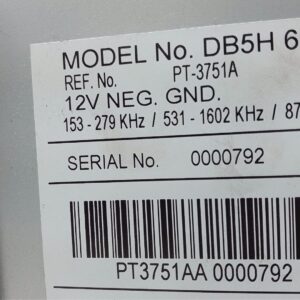 MODEL No. DB5H 6
REF. No. PT-3751A
12V NEG. GND.
153 - 279 KHz / 531 - 1602 KHz / 87
SERIAL No. 0000792
PT3751AA 0000792